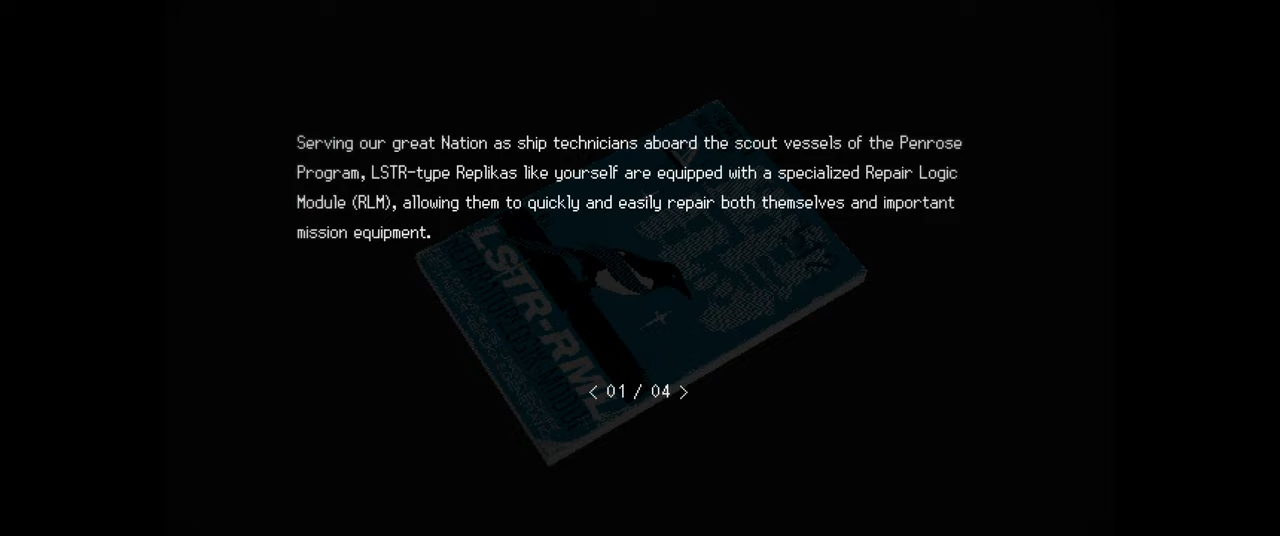 Serving our great Nation as ship technicians aboard the scout vessels of the Penrose
Program, LSTR-type Replikas like yourself are equipped with a specialized Repair Logic
Module (RLM), allowing them to quickly and easily repair both themselves and important
mission equipment.
LSTR-RML
< 01 / 04 >